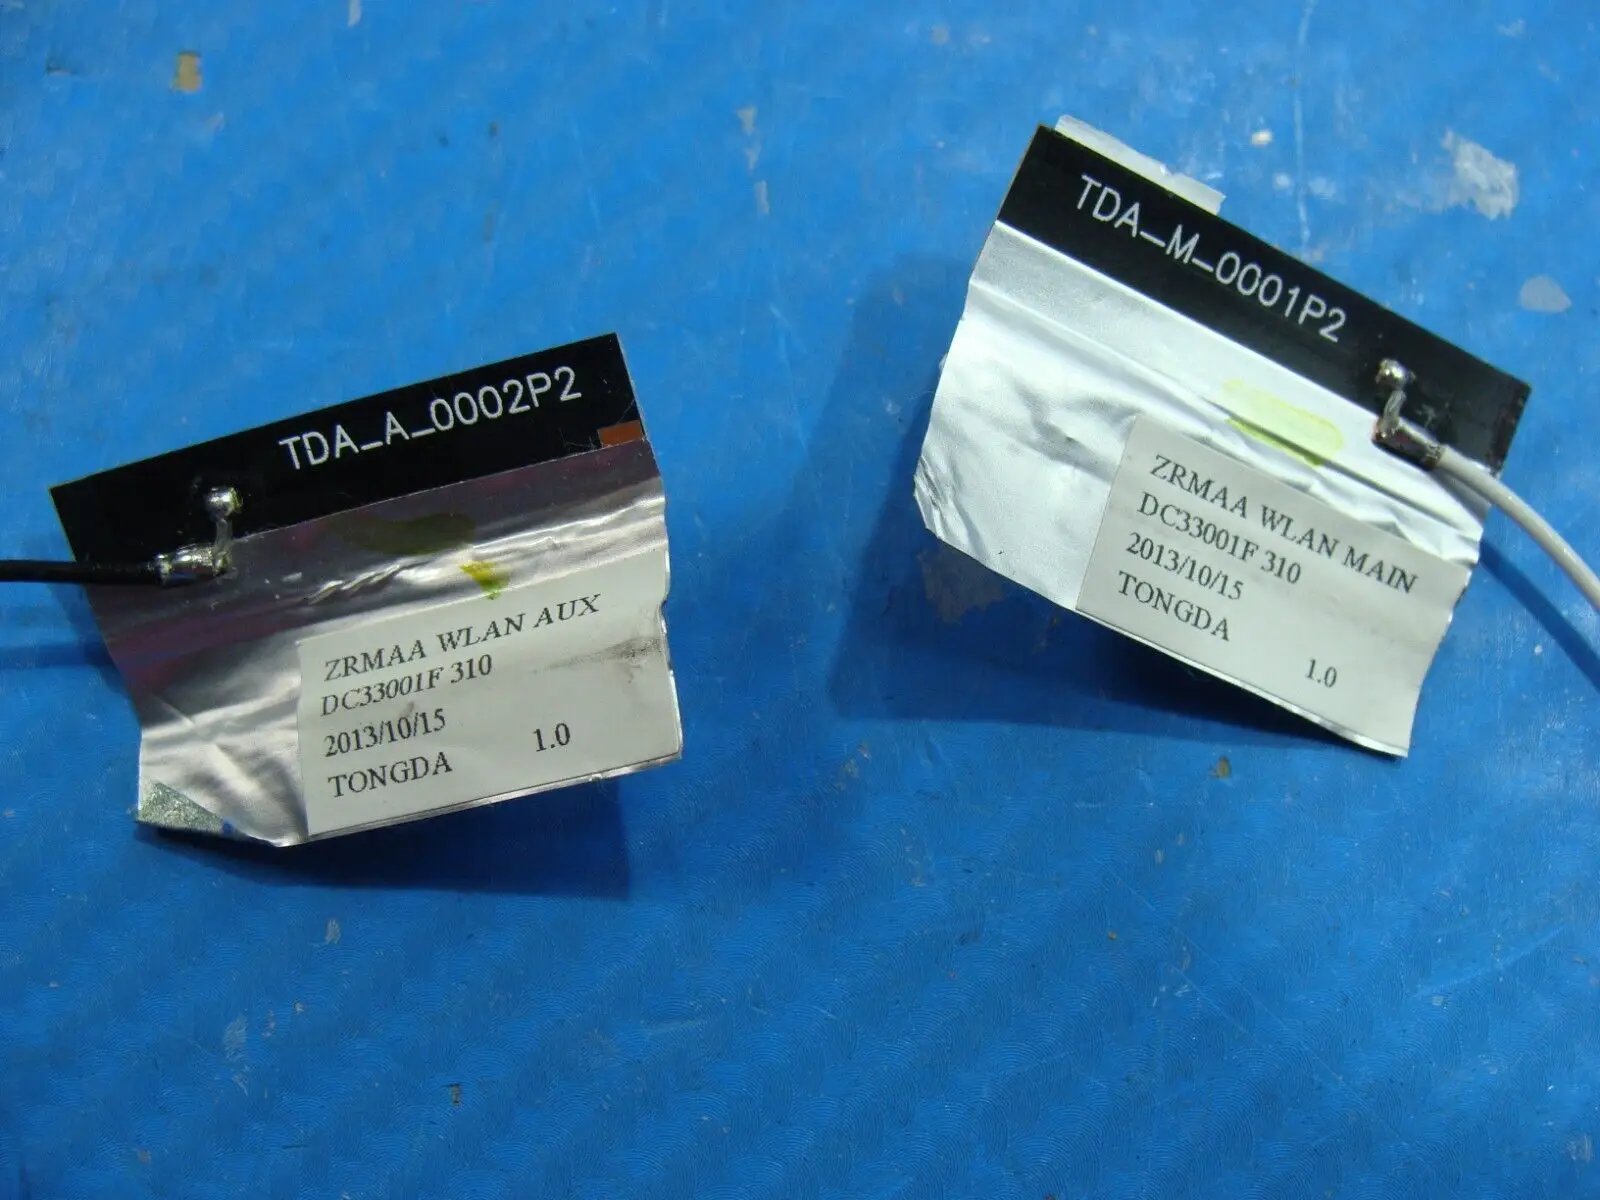 TDA_A_0002P2
ZRMAA WLAN AUX
DC33001F 310
2013/10/15
TONGDA 1.0
TDA_M_0001P2
ZRMAA WLAN MAIN
DC33001F 310
2013/10/15
TONGDA 1.0